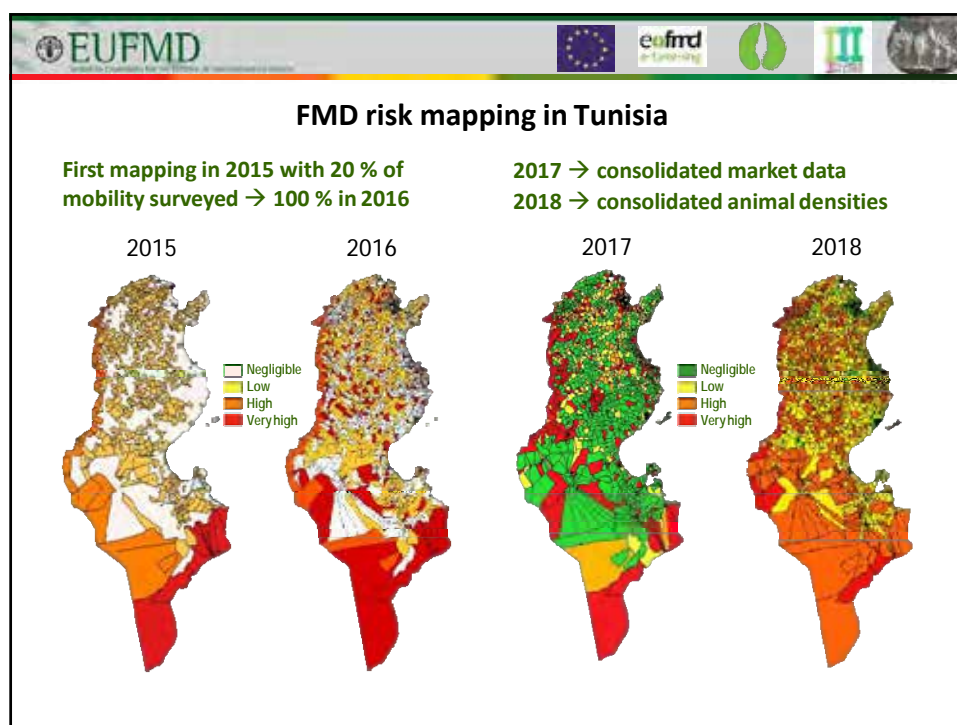 EUFMD
eofmd
e-Learning
FMD risk mapping in Tunisia
First mapping in 2015 with 20 % of
mobility surveyed → 100 % in 2016
2017 → consolidated market data
2018 → consolidated animal densities
2015
2016
2017
2018
Negligible
Low
High
Very high
Negligible
Low
High
Very high